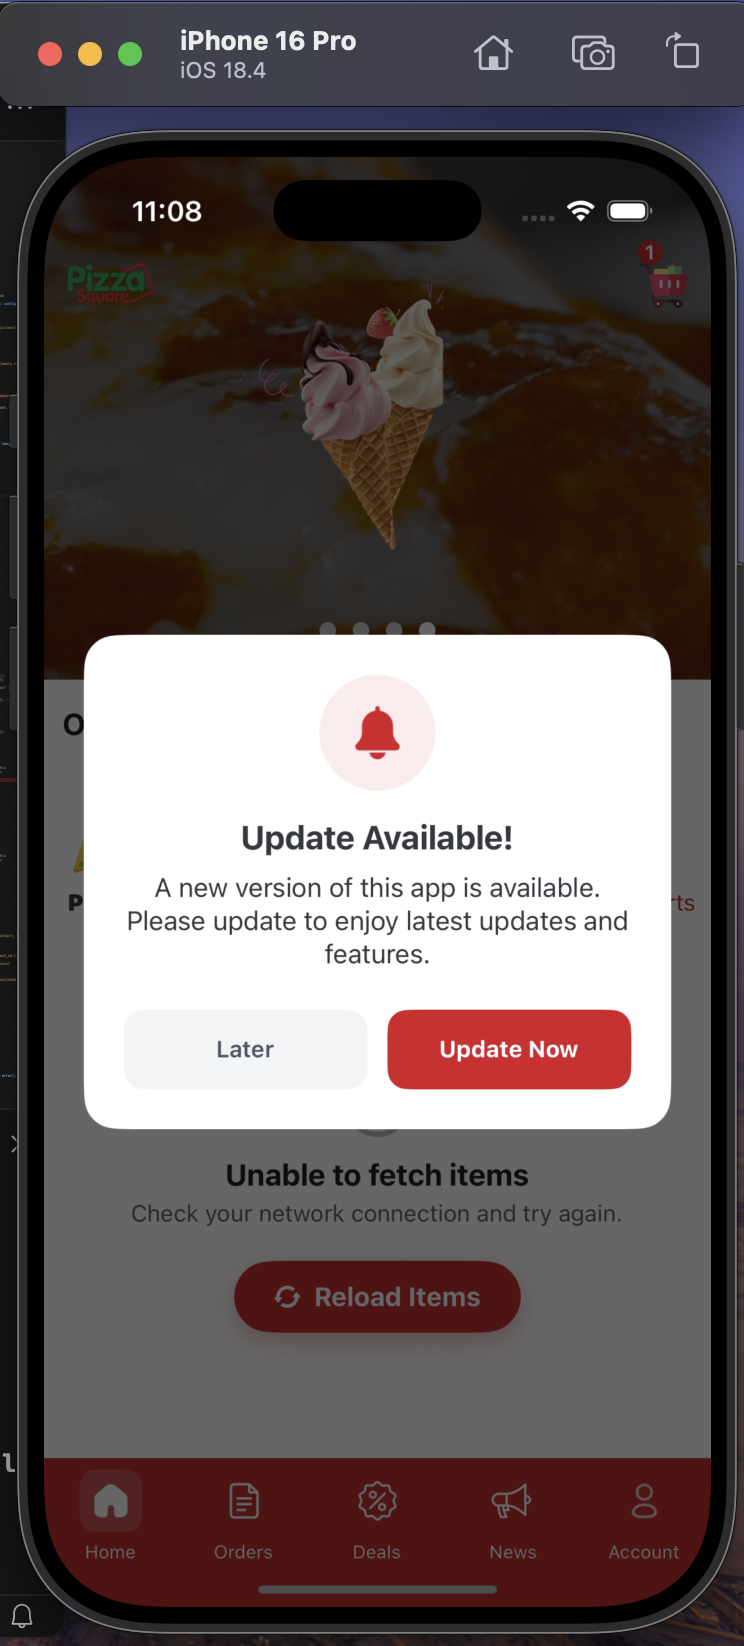 iPhone 16 Pro
iOS 18.4
11:08
Pizza
Square
1
O
P
rts
Update Available!
A new version of this app is available.
Please update to enjoy latest updates and
features.
Later
Update Now
Unable to fetch items
Check your network connection and try again.
Reload Items
Home
Orders
Deals
News
Account